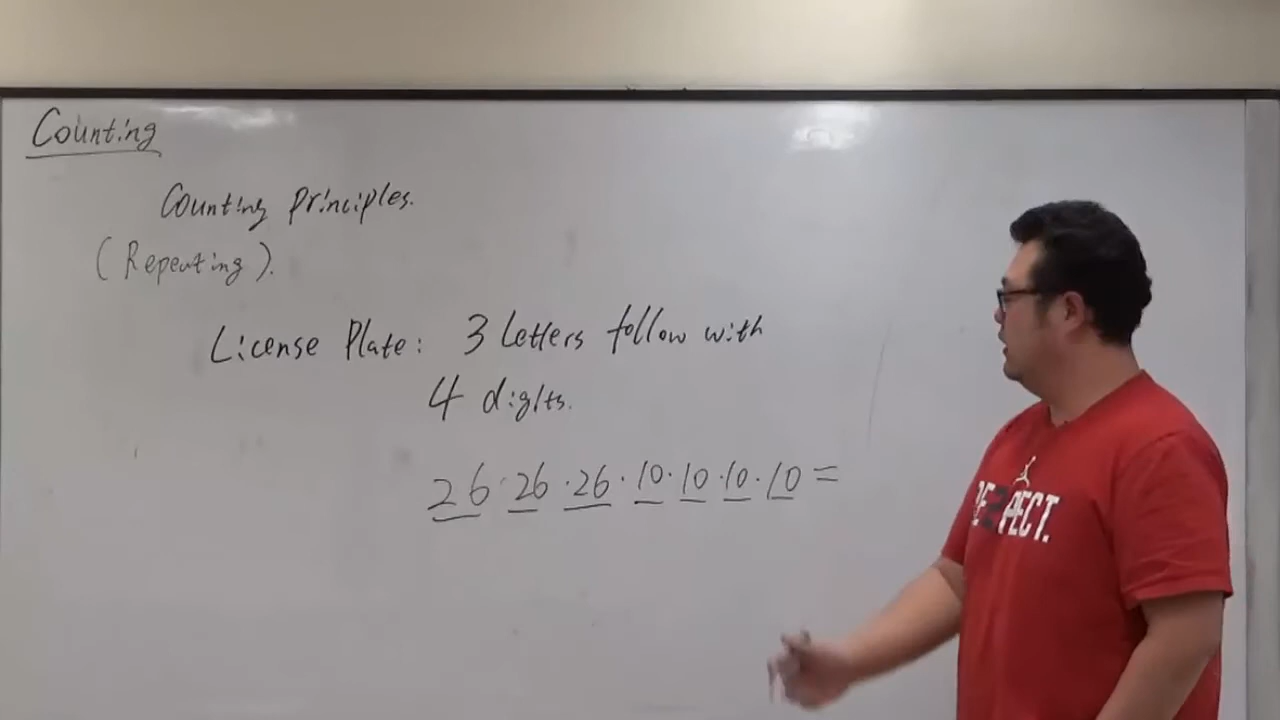 Counting
Counting Principles.
(Repeating).
License Plate: 3 letters follow with
4 digits.
26 · 26 · 26 · 10 · 10 · 10 · 10 =
RE2PECT.